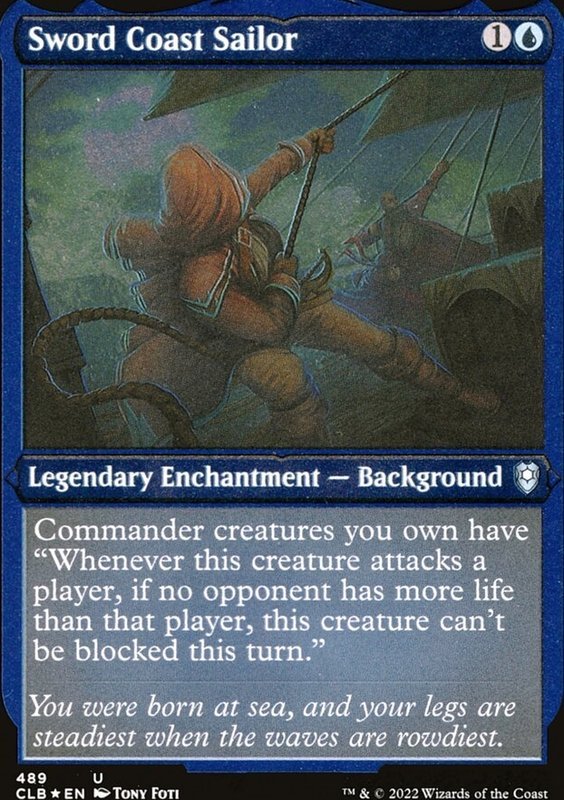 Sword Coast Sailor 1
Legendary Enchantment — Background
Commander creatures you own have
“Whenever this creature attacks a
player, if no opponent has more life
than that player, this creature can’t
be blocked this turn.”
You were born at sea, and your legs are
steadiest when the waves are rowdiest.
489 U
CLB ★ EN Tony Foti
™ & © 2022 Wizards of the Coast